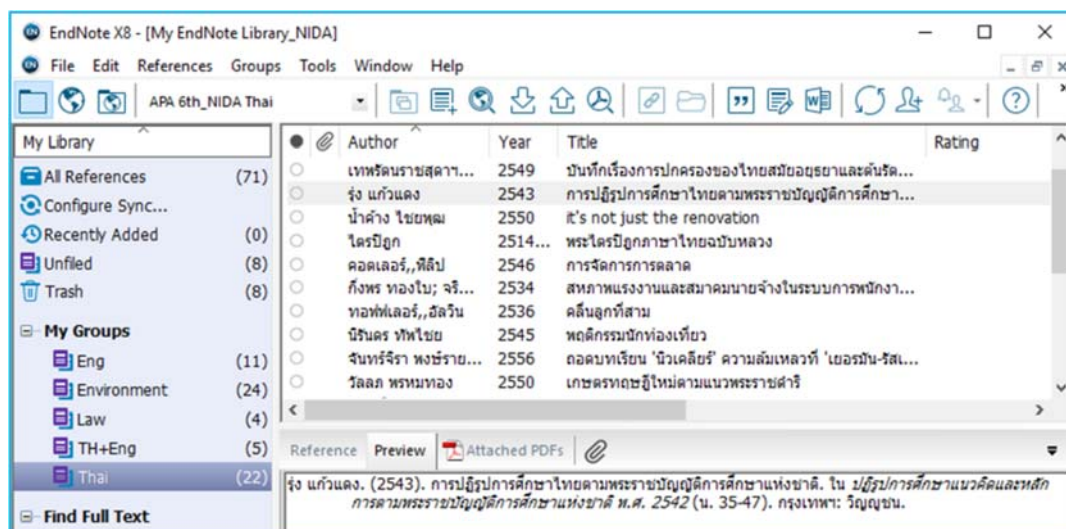 EndNote X8 - [My EndNote Library_NIDA]
File Edit References Groups Tools Window Help
APA 6th_NIDA Thai
My Library
All References (71)
Configure Sync...
Recently Added (0)
Unfiled (8)
Trash (8)
My Groups
Eng (11)
Environment (24)
Law (4)
TH+Eng (5)
Thai (22)
Find Full Text
Author Year Title Rating
เทพรัตนราชสุดาฯ... 2549 บันทึกเรื่องการปกครองของไทยสมัยอยุธยาและต้นรัต...
รุ่ง แก้วแดง 2543 การปฏิรูปการศึกษาไทยตามพระราชบัญญัติการศึกษา...
น้ำค้าง ไชยพุฒ 2550 it's not just the renovation
ไตรปิฎก 2514... พระไตรปิฎกภาษาไทยฉบับหลวง
คอตเลอร์,,ฟิลิป 2546 การจัดการการตลาด
กิ่งพร ทองใบ; จริ... 2534 สหภาพแรงงานและสมาคมนายจ้างในระบบการพนักงา...
ทอฟฟเลอร์,,อัลวิน 2536 คลื่นลูกที่สาม
นิรันดร ทัพไชย 2545 พฤติกรรมนักท่องเที่ยว
จันทร์จิรา พงษ์ราย... 2556 ถอดบทเรียน 'นิวเคลียร์' ความล้มเหลวที่ 'เยอรมัน-รัสเ...
วัลลภ พรหมทอง 2550 เกษตรทฤษฎีใหม่ตามแนวพระราชดำริ
Reference Preview Attached PDFs
รุ่ง แก้วแดง. (2543). การปฏิรูปการศึกษาไทยตามพระราชบัญญัติการศึกษาแห่งชาติ. ใน ปฏิรูปการศึกษาแนวคิดและหลัก
การตามพระราชบัญญัติการศึกษาแห่งชาติ พ.ศ. 2542 (น. 35-47). กรุงเทพฯ: วิญญูชน.